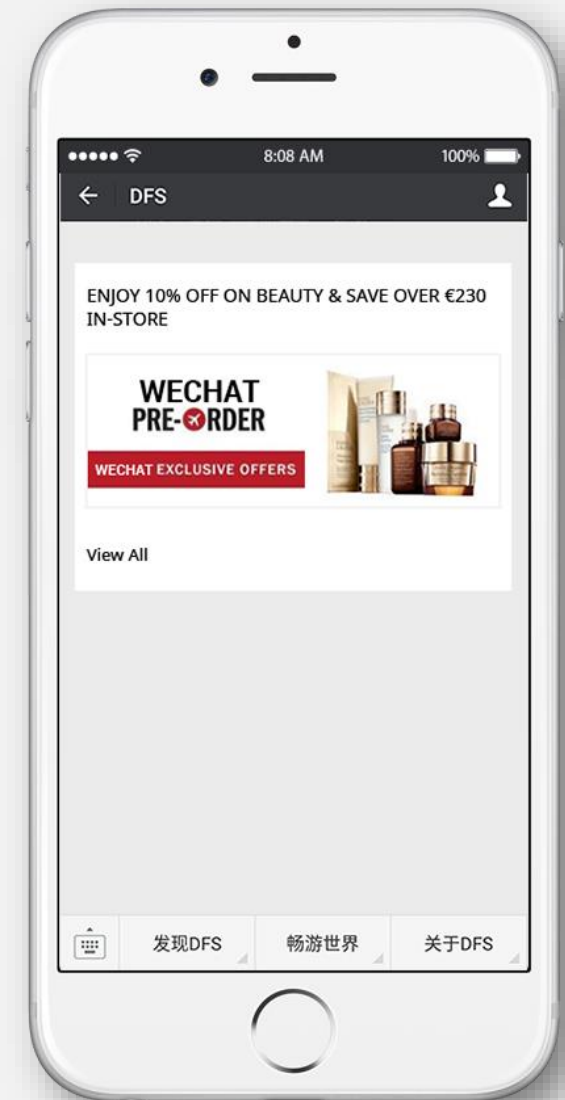 8:08 AM 100%
DFS
ENJOY 10% OFF ON BEAUTY & SAVE OVER €230
IN-STORE
WECHAT
PRE-ORDER
WECHAT EXCLUSIVE OFFERS
View All
发现DFS 畅游世界 关于DFS